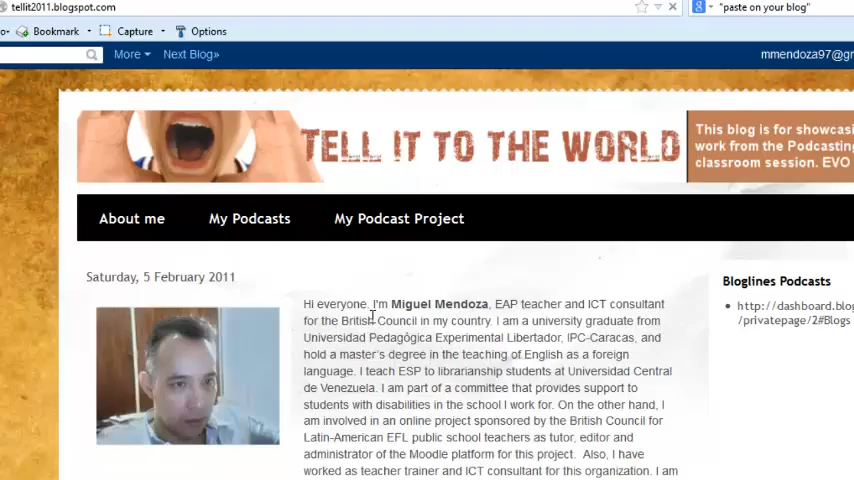 tellit2011.blogspot.com
"paste on your blog"
Bookmark Capture Options
More Next Blog»
TELL IT TO THE WORLD
This blog is for showcasi
work from the Podcasting
classroom session. EVO
About me My Podcasts My Podcast Project
Saturday, 5 February 2011
Hi everyone. I'm Miguel Mendoza, EAP teacher and ICT consultant
for the British Council in my country. I am a university graduate from
Universidad Pedagógica Experimental Libertador, IPC-Caracas, and
hold a master's degree in the teaching of English as a foreign
language. I teach ESP to librarianship students at Universidad Central
de Venezuela. I am part of a committee that provides support to
students with disabilities in the school I work for. On the other hand, I
am involved in an online project sponsored by the British Council for
Latin-American EFL public school teachers as tutor, editor and
administrator of the Moodle platform for this project. Also, I have
worked as teacher trainer and ICT consultant for this organization. I am
Bloglines Podcasts
http://dashboard.blog
/privatepage/2#Blogs